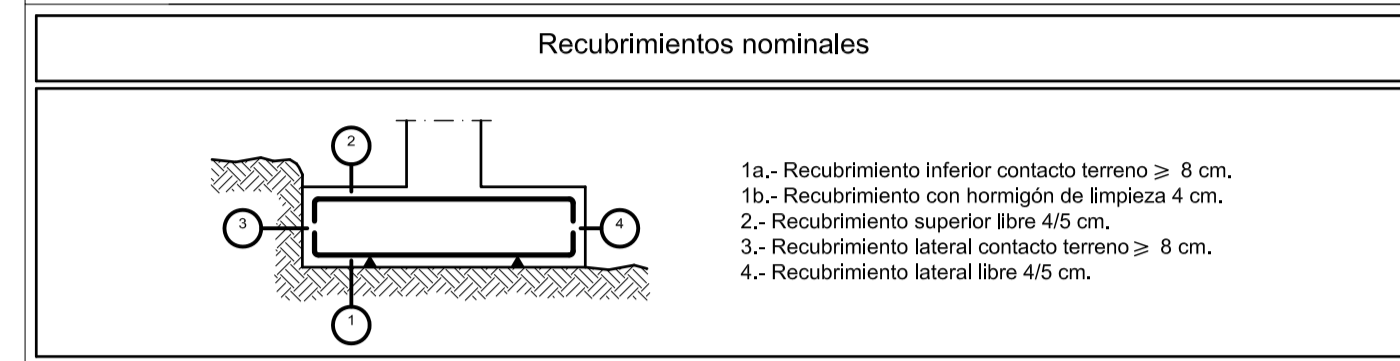 Recubrimientos nominales
2
3
4
1
1a.- Recubrimiento inferior contacto terreno ⩾ 8 cm.
1b.- Recubrimiento con hormigón de limpieza 4 cm.
2.- Recubrimiento superior libre 4/5 cm.
3.- Recubrimiento lateral contacto terreno ⩾ 8 cm.
4.- Recubrimiento lateral libre 4/5 cm.